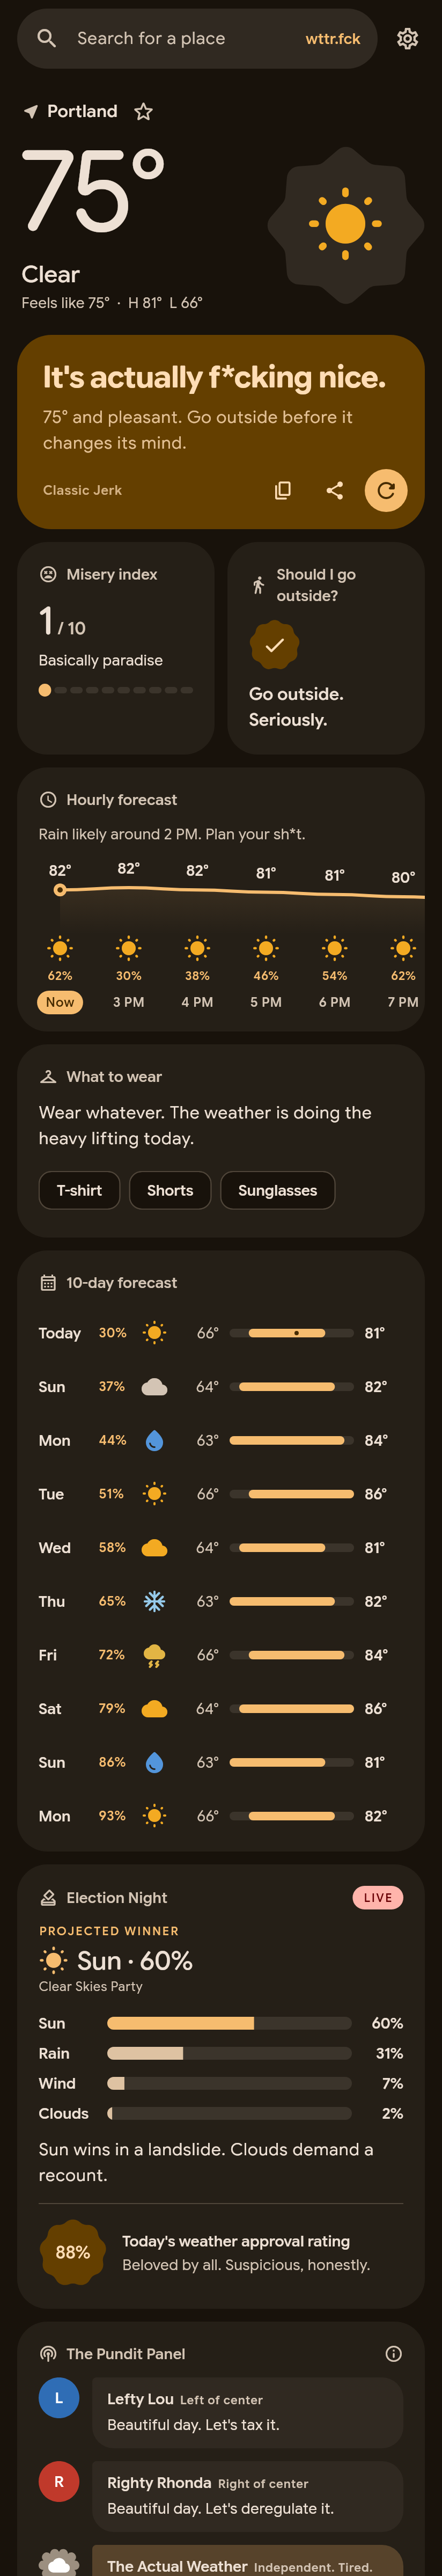 Search for a place wttr.fck
Portland
75°
Clear
Feels like 75° · H 81° L 66°
It's actually f*cking nice.
75° and pleasant. Go outside before it
changes its mind.
Classic Jerk
Misery index
1 / 10
Basically paradise
Should I go
outside?
Go outside.
Seriously.
Hourly forecast
Rain likely around 2 PM. Plan your sh*t.
82° 82° 82° 81° 81° 80°
62% 30% 38% 46% 54% 62%
Now 3 PM 4 PM 5 PM 6 PM 7 PM
What to wear
Wear whatever. The weather is doing the
heavy lifting today.
T-shirt Shorts Sunglasses
10-day forecast
Today 30% 66° 81°
Sun 37% 64° 82°
Mon 44% 63° 84°
Tue 51% 66° 86°
Wed 58% 64° 81°
Thu 65% 63° 82°
Fri 72% 66° 84°
Sat 79% 64° 86°
Sun 86% 63° 81°
Mon 93% 66° 82°
Election Night LIVE
PROJECTED WINNER
Sun · 60%
Clear Skies Party
Sun 60%
Rain 31%
Wind 7%
Clouds 2%
Sun wins in a landslide. Clouds demand a
recount.
88%
Today's weather approval rating
Beloved by all. Suspicious, honestly.
The Pundit Panel
L
Lefty Lou Left of center
Beautiful day. Let's tax it.
R
Righty Rhonda Right of center
Beautiful day. Let's deregulate it.
The Actual Weather Independent. Tired.